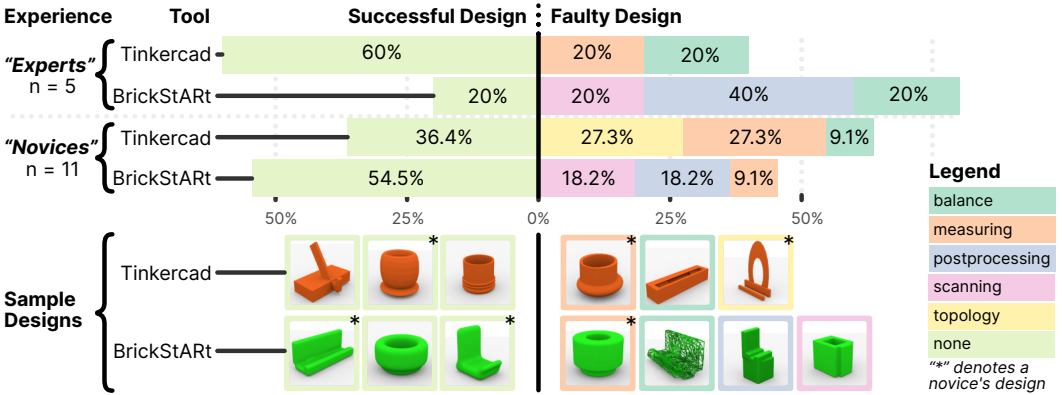 Experience Tool Successful Design Faulty Design
"Experts"
n = 5
Tinkercad 60% 20% 20%
BrickStARt 20% 20% 40% 20%
"Novices"
n = 11
Tinkercad 36.4% 27.3% 27.3% 9.1%
BrickStARt 54.5% 18.2% 18.2% 9.1%
50% 25% 0% 25% 50%
Legend
balance
measuring
postprocessing
scanning
topology
none
"*" denotes a
novice's design
Sample
Designs
Tinkercad * * *
BrickStARt * * *